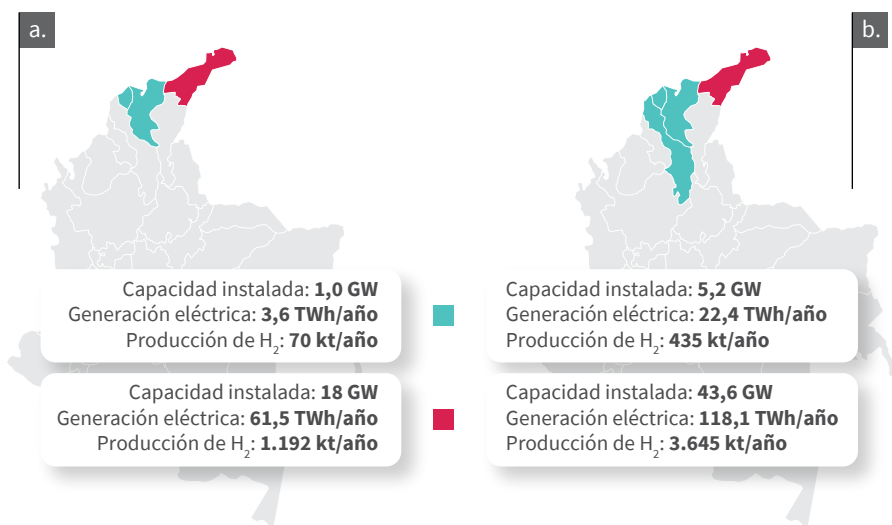 a.
b.
Capacidad instalada: 1,0 GW
Generación eléctrica: 3,6 TWh/año
Producción de H₂: 70 kt/año
Capacidad instalada: 5,2 GW
Generación eléctrica: 22,4 TWh/año
Producción de H₂: 435 kt/año
Capacidad instalada: 18 GW
Generación eléctrica: 61,5 TWh/año
Producción de H₂: 1.192 kt/año
Capacidad instalada: 43,6 GW
Generación eléctrica: 118,1 TWh/año
Producción de H₂: 3.645 kt/año